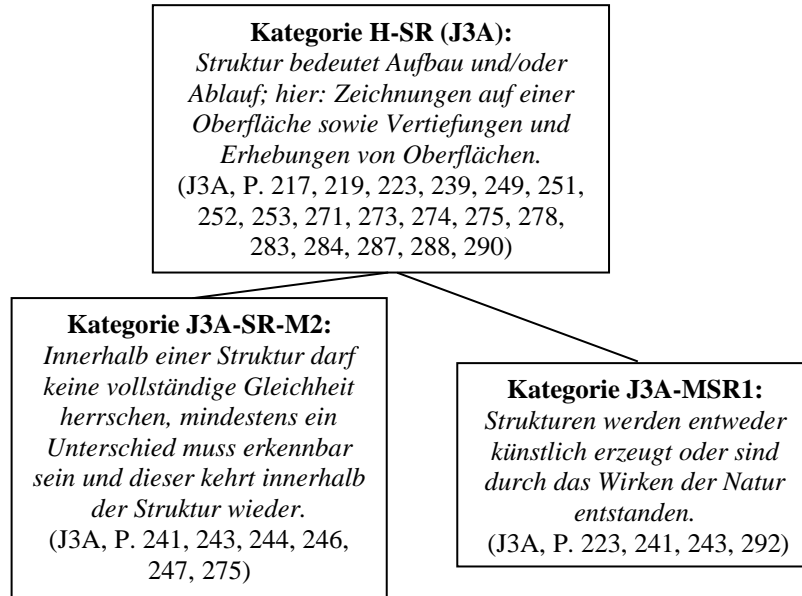 Kategorie H-SR (J3A):
Struktur bedeutet Aufbau und/oder
Ablauf; hier: Zeichnungen auf einer
Oberfläche sowie Vertiefungen und
Erhebungen von Oberflächen.
(J3A, P. 217, 219, 223, 239, 249, 251,
252, 253, 271, 273, 274, 275, 278,
283, 284, 287, 288, 290)
Kategorie J3A-SR-M2:
Innerhalb einer Struktur darf
keine vollständige Gleichheit
herrschen, mindestens ein
Unterschied muss erkennbar
sein und dieser kehrt innerhalb
der Struktur wieder.
(J3A, P. 241, 243, 244, 246,
247, 275)
Kategorie J3A-MSR1:
Strukturen werden entweder
künstlich erzeugt oder sind
durch das Wirken der Natur
entstanden.
(J3A, P. 223, 241, 243, 292)